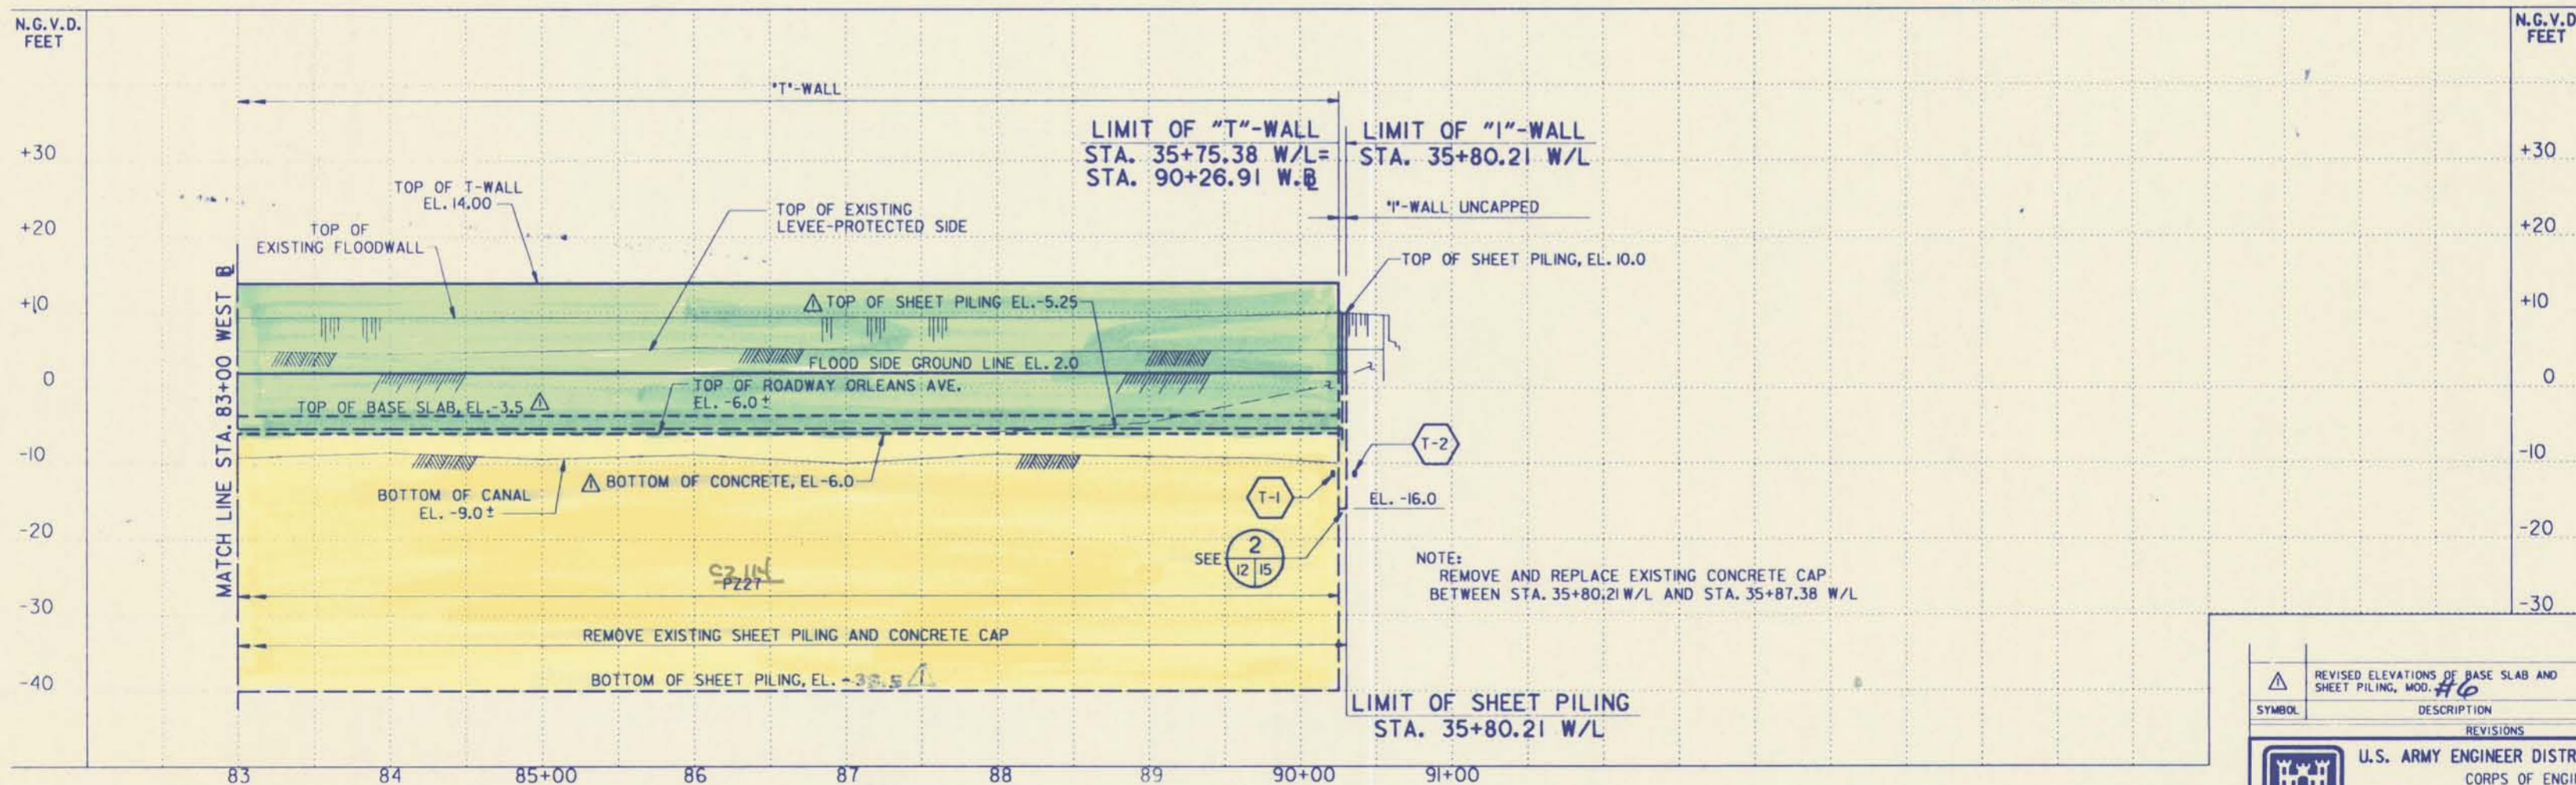 N.G.V.D.
FEET
N.G.V.D.
FEET
"T"-WALL
LIMIT OF "T"-WALL
STA. 35+75.38 W/L=
STA. 90+26.91 W.B
LIMIT OF "I"-WALL
STA. 35+80.21 W/L
"I"-WALL UNCAPPED
+30
+20
+10
0
-10
-20
-30
-40
TOP OF T-WALL
EL. 14.00
TOP OF
EXISTING FLOODWALL
TOP OF EXISTING
LEVEE-PROTECTED SIDE
TOP OF SHEET PILING, EL. 10.0
MATCH LINE STA. 83+00 WEST B
1 TOP OF SHEET PILING EL.-5.25
FLOOD SIDE GROUND LINE EL. 2.0
TOP OF ROADWAY ORLEANS AVE.
EL. -6.0±
TOP OF BASE SLAB, EL.-3.5 1
1 BOTTOM OF CONCRETE, EL-6.0
BOTTOM OF CANAL
EL. -9.0±
T-1
T-2
EL. -16.0
SEE 2
12 15
CZ114
PZ27
NOTE:
REMOVE AND REPLACE EXISTING CONCRETE CAP
BETWEEN STA. 35+80.21 W/L AND STA. 35+87.38 W/L
REMOVE EXISTING SHEET PILING AND CONCRETE CAP
BOTTOM OF SHEET PILING, EL. -38.5 1
LIMIT OF SHEET PILING
STA. 35+80.21 W/L
+30
+20
+10
0
-10
-20
-30
83 84 85+00 86 87 88 89 90+00 91+00
1 REVISED ELEVATIONS OF BASE SLAB AND
SHEET PILING, MOD. #6
SYMBOL DESCRIPTION
REVISIONS
U.S. ARMY ENGINEER DISTR
CORPS OF ENGI